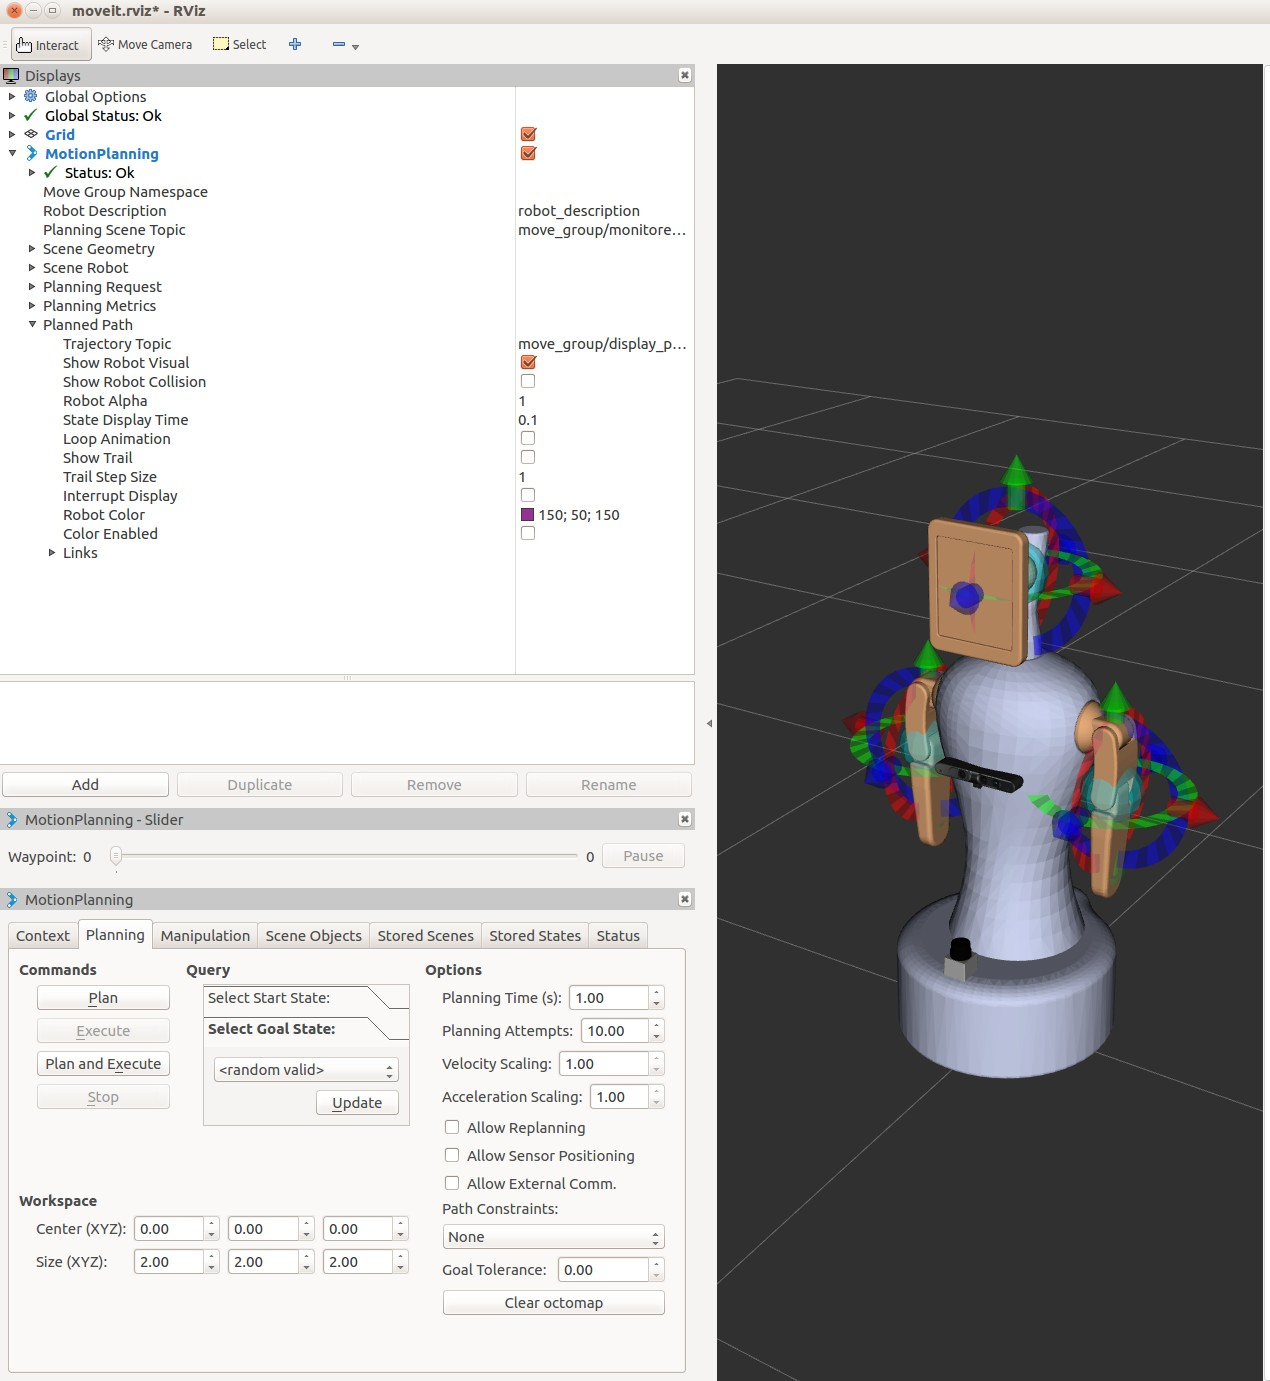 moveit.rviz* - RViz
Interact Move Camera Select
Displays
Global Options
Global Status: Ok
Grid
MotionPlanning
Status: Ok
Move Group Namespace
Robot Description robot_description
Planning Scene Topic move_group/monitore...
Scene Geometry
Scene Robot
Planning Request
Planning Metrics
Planned Path
Trajectory Topic move_group/display_p...
Show Robot Visual
Show Robot Collision
Robot Alpha 1
State Display Time 0.1
Loop Animation
Show Trail
Trail Step Size 1
Interrupt Display
Robot Color 150; 50; 150
Color Enabled
Links
Add Duplicate Remove Rename
MotionPlanning - Slider
Waypoint: 0 0 Pause
MotionPlanning
Context Planning Manipulation Scene Objects Stored Scenes Stored States Status
Commands
Plan
Execute
Plan and Execute
Stop
Query
Select Start State:
Select Goal State:
<random valid>
Update
Options
Planning Time (s): 1.00
Planning Attempts: 10.00
Velocity Scaling: 1.00
Acceleration Scaling: 1.00
Allow Replanning
Allow Sensor Positioning
Allow External Comm.
Path Constraints:
None
Goal Tolerance: 0.00
Clear octomap
Workspace
Center (XYZ): 0.00 0.00 0.00
Size (XYZ): 2.00 2.00 2.00